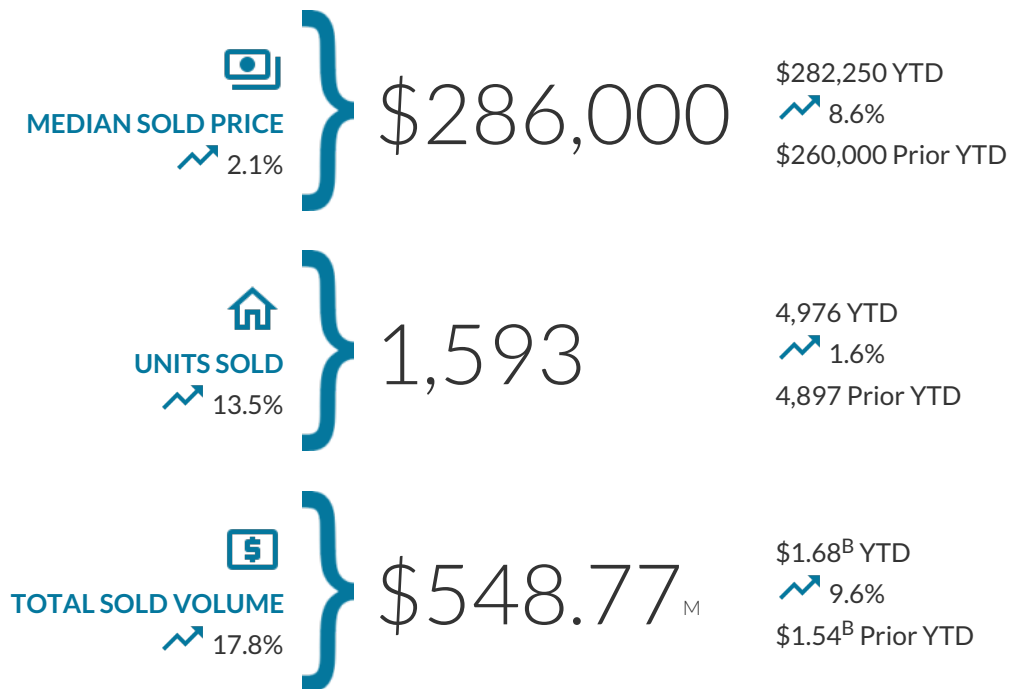 MEDIAN SOLD PRICE
2.1%
$286,000
$282,250 YTD
8.6%
$260,000 Prior YTD
UNITS SOLD
13.5%
1,593
4,976 YTD
1.6%
4,897 Prior YTD
$
TOTAL SOLD VOLUME
17.8%
$548.77 M
$1.68B YTD
9.6%
$1.54B Prior YTD